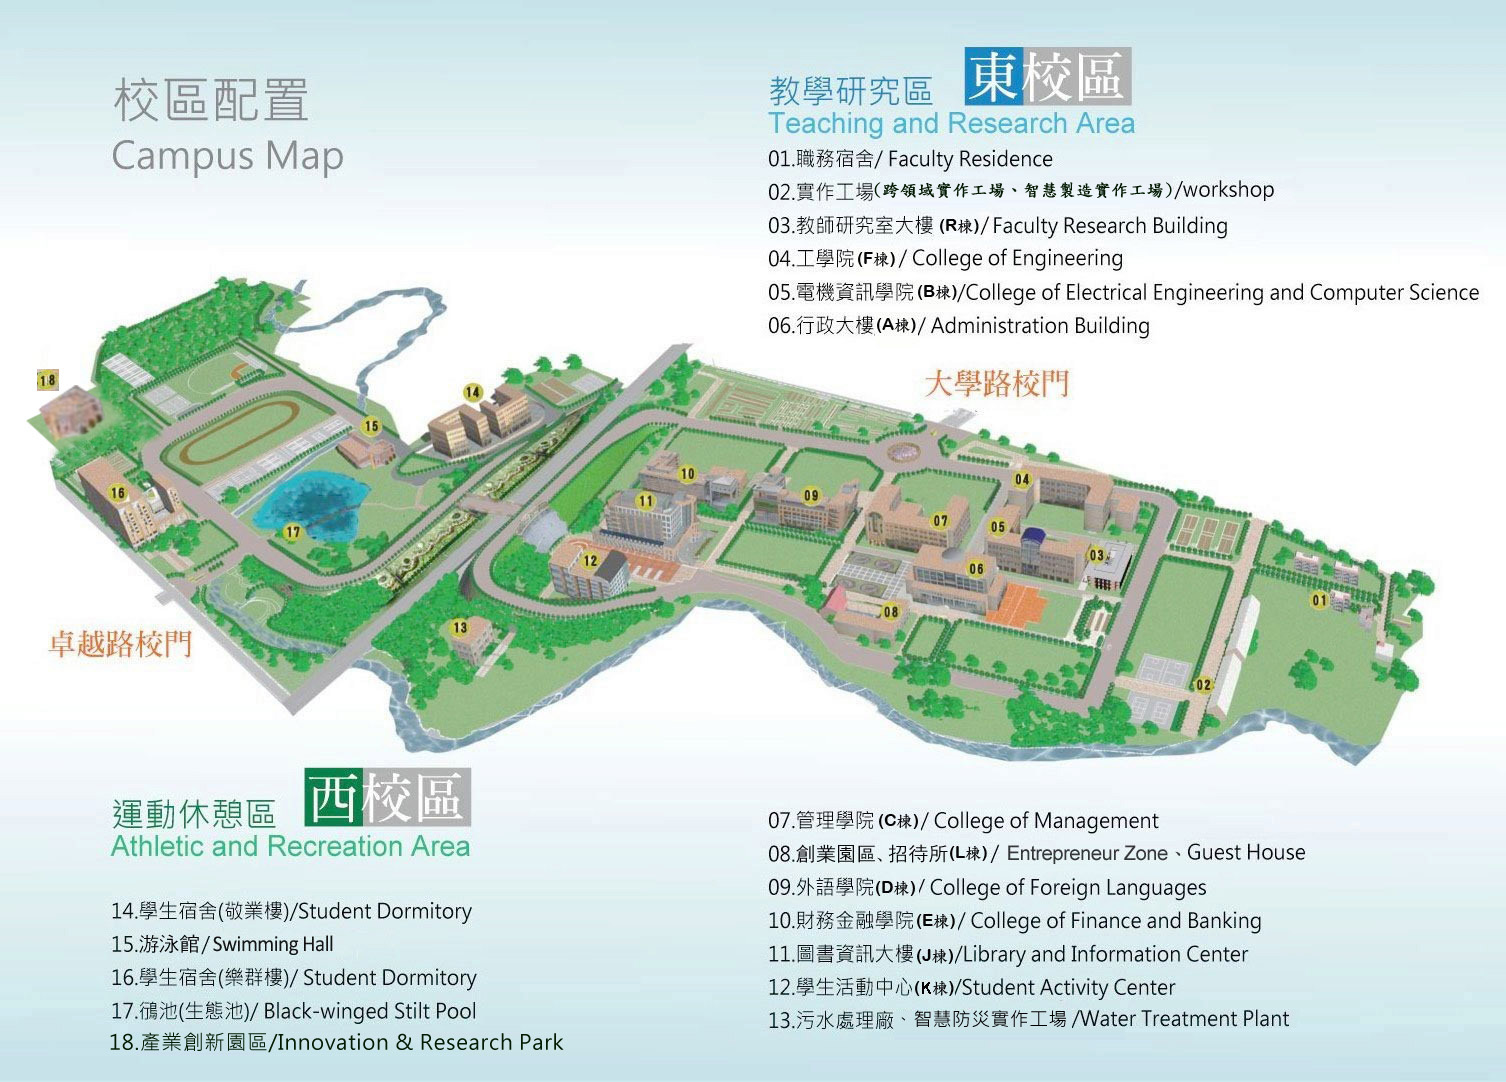 校區配置
Campus Map
教學研究區 東校區
Teaching and Research Area
01.職務宿舍/ Faculty Residence
02.實作工場(跨領域實作工場、智慧製造實作工場)/workshop
03.教師研究室大樓 (R棟)/ Faculty Research Building
04.工學院 (F棟) / College of Engineering
05.電機資訊學院 (B棟)/College of Electrical Engineering and Computer Science
06.行政大樓 (A棟)/ Administration Building
大學路校門
18
14
15
16
17
10
11
09
04
07
05
12
06
03
08
01
13
02
卓越路校門
運動休憩區 西校區
Athletic and Recreation Area
14.學生宿舍(敬業樓)/Student Dormitory
15.游泳館/ Swimming Hall
16.學生宿舍(樂群樓)/ Student Dormitory
17.鴴池(生態池)/ Black-winged Stilt Pool
18.產業創新園區/Innovation & Research Park
07.管理學院 (C棟)/ College of Management
08.創業園區、招待所(L棟) / Entrepreneur Zone、Guest House
09.外語學院(D棟) / College of Foreign Languages
10.財務金融學院 (E棟)/ College of Finance and Banking
11.圖書資訊大樓 (J棟)/Library and Information Center
12.學生活動中心(K棟)/Student Activity Center
13.污水處理廠、智慧防災實作工場 /Water Treatment Plant